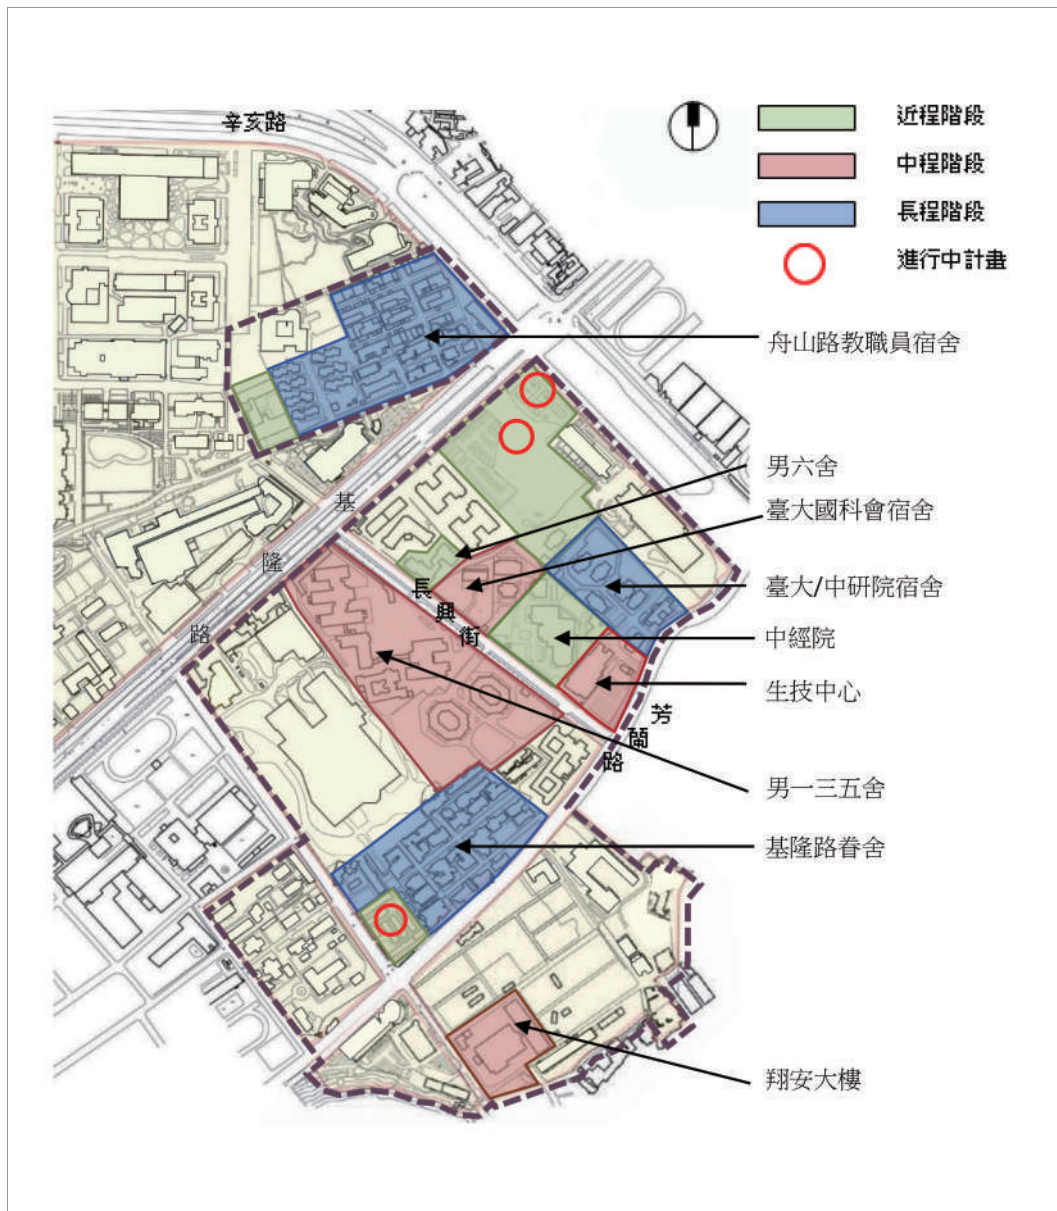 辛亥路
近程階段
中程階段
長程階段
進行中計畫
舟山路教職員宿舍
男六舍
臺大國科會宿舍
臺大/中研院宿舍
中經院
生技中心
男一三五舍
基隆路眷舍
翔安大樓
基隆路
長興街
芳蘭路